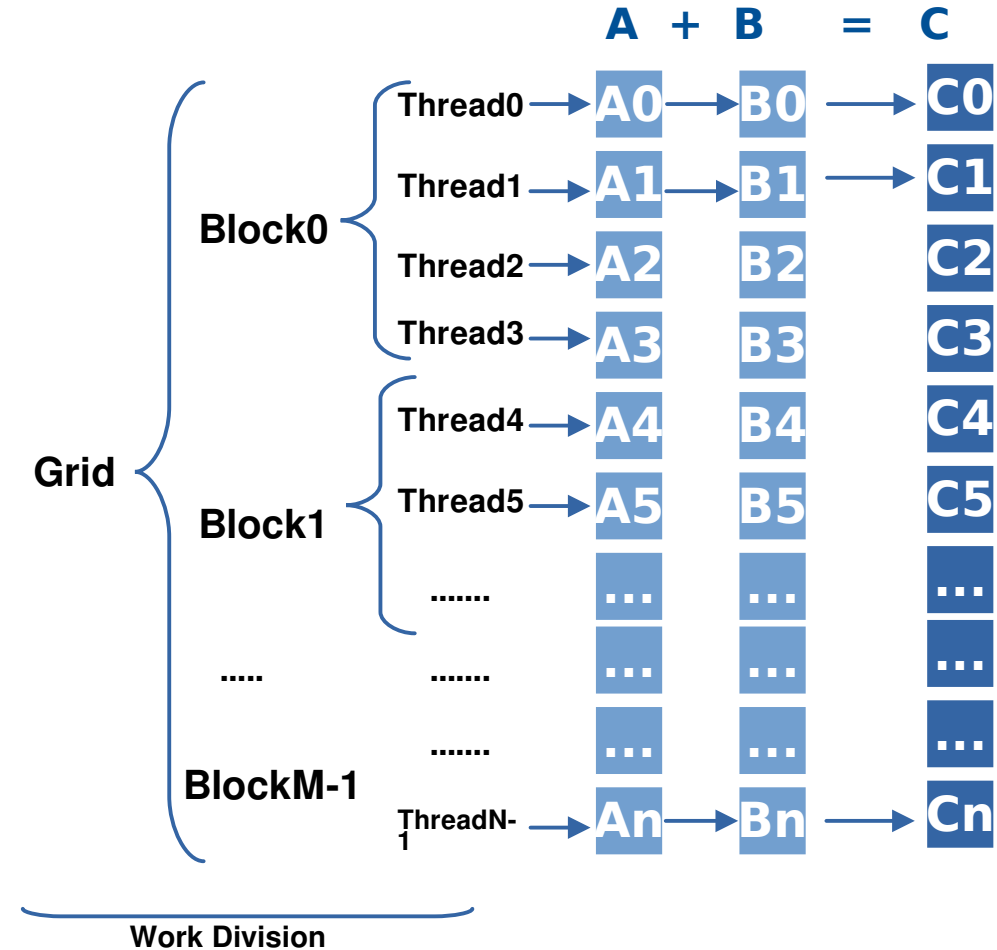 A + B = C
Thread0 A0 B0 C0
Thread1 A1 B1 C1
Block0
Thread2 A2 B2 C2
Thread3 A3 B3 C3
Thread4 A4 B4 C4
Grid
Thread5 A5 B5 C5
Block1
....... ... ... ...
..... ....... ... ... ...
....... ... ... ...
BlockM-1
ThreadN- An Bn Cn
1
Work Division